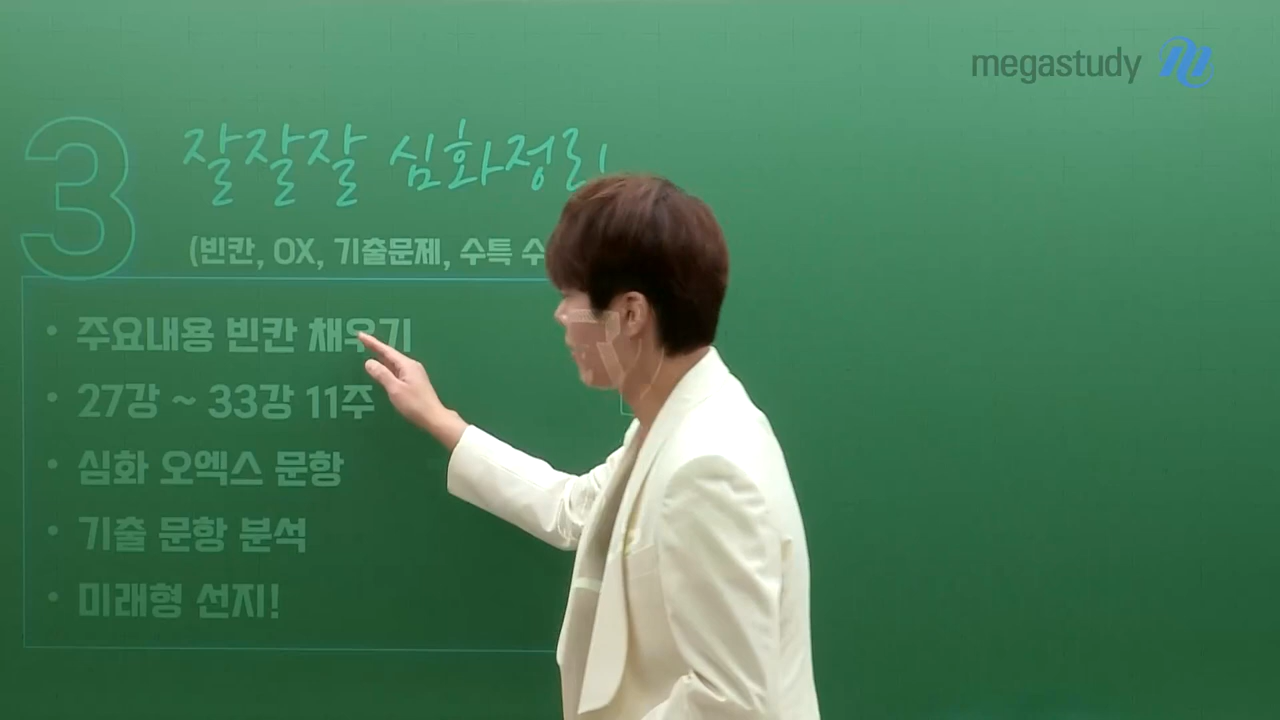 megastudy
3
잘잘잘 심화정리
(빈칸, OX, 기출문제, 수특 수
• 주요내용 빈칸 채우기
• 27강 ~ 33강 11주
• 심화 오엑스 문항
• 기출 문항 분석
• 미래형 선지!